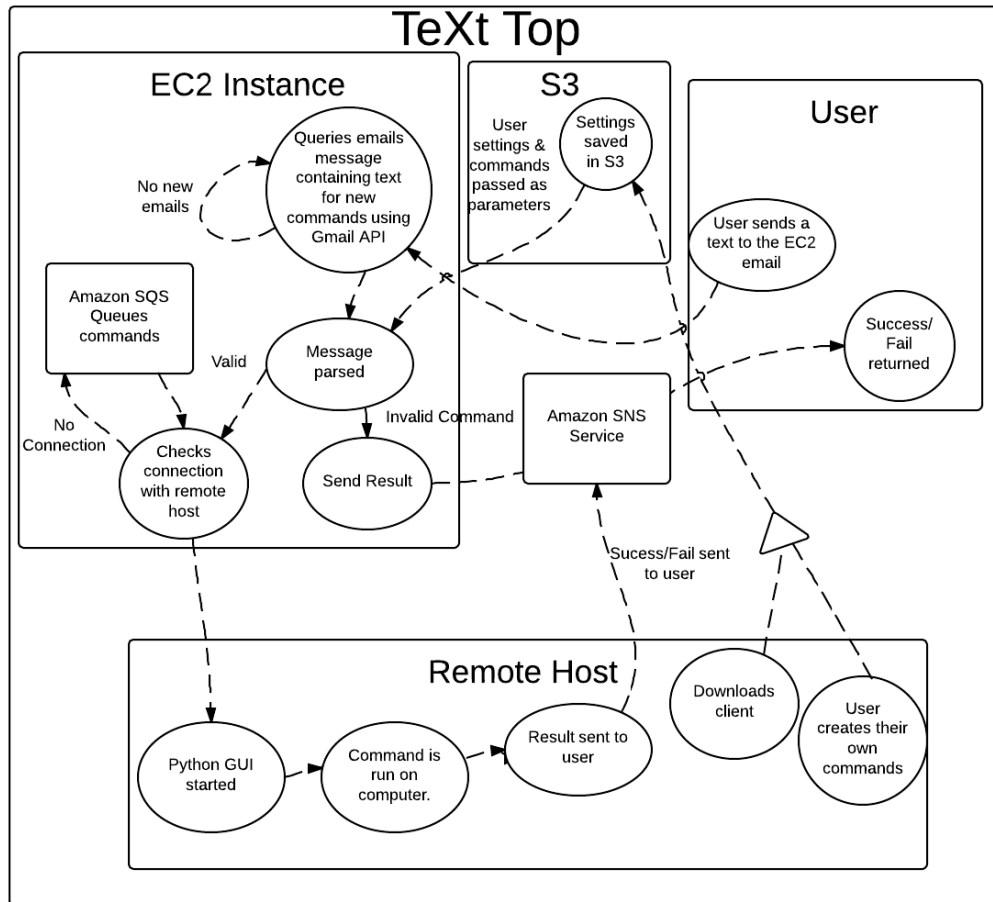 TeXt Top
EC2 Instance
Queries emails
message
containing text
for new
commands using
Gmail API
No new
emails
Amazon SQS
Queues
commands
Valid
Message
parsed
No
Connection
Invalid Command
Checks
connection
with remote
host
Send Result
S3
User
settings &
commands
passed as
parameters
Settings
saved
in S3
User
User sends a
text to the EC2
email
Success/
Fail
returned
Amazon SNS
Service
Sucess/Fail sent
to user
Remote Host
Python GUI
started
Command is
run on
computer.
Result sent to
user
Downloads
client
User
creates their
own
commands